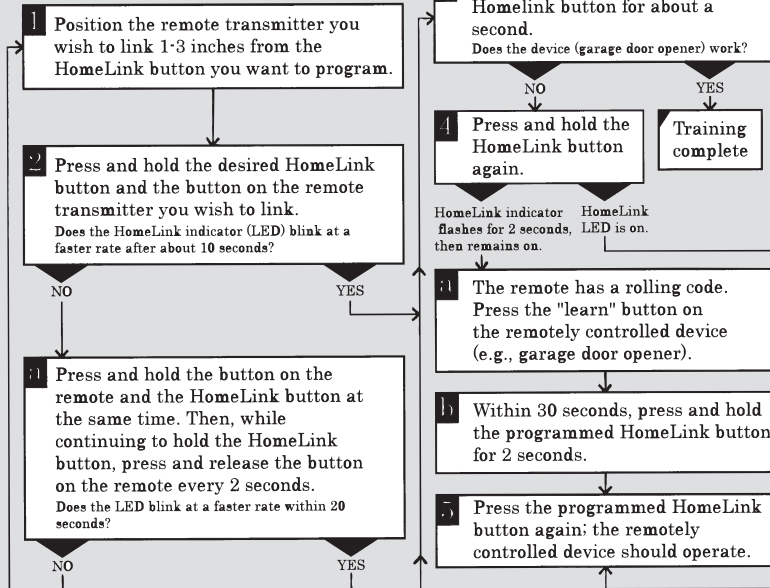 1
Position the remote transmitter you
wish to link 1-3 inches from the
HomeLink button you want to program.
2
Press and hold the desired HomeLink
button and the button on the remote
transmitter you wish to link.
Does the HomeLink indicator (LED) blink at a
faster rate after about 10 seconds?
NO
YES
a
Press and hold the button on the
remote and the HomeLink button at
the same time. Then, while
continuing to hold the HomeLink
button, press and release the button
on the remote every 2 seconds.
Does the LED blink at a faster rate within 20
seconds?
NO
YES
Homelink button for about a
second.
Does the device (garage door opener) work?
NO
YES
4
Press and hold the
HomeLink button
again.
Training
complete
HomeLink indicator
flashes for 2 seconds,
then remains on.
HomeLink
LED is on.
a
The remote has a rolling code.
Press the "learn" button on
the remotely controlled device
(e.g., garage door opener).
b
Within 30 seconds, press and hold
the programmed HomeLink button
for 2 seconds.
5
Press the programmed HomeLink
button again; the remotely
controlled device should operate.